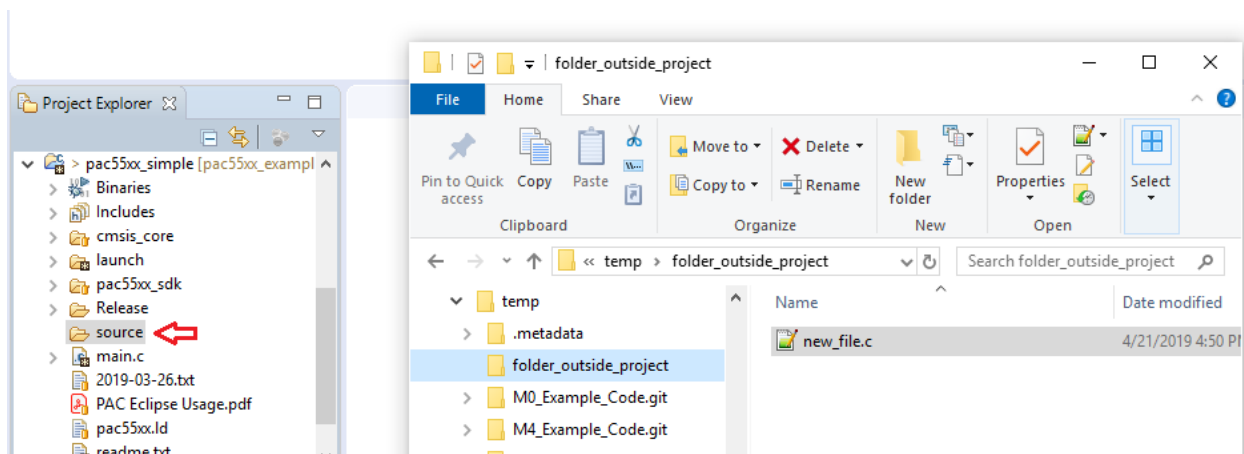 Project Explorer
> pac55xx_simple [pac55xx_exampl
Binaries
Includes
cmsis_core
launch
pac55xx_sdk
Release
source
main.c
2019-03-26.txt
PAC Eclipse Usage.pdf
pac55xx.ld
readme.txt
folder_outside_project
File Home Share View
Pin to Quick access
Copy
Paste
Clipboard
Move to
Copy to
Delete
Rename
Organize
New folder
New
Properties
Open
Select
« temp > folder_outside_project
Search folder_outside_project
temp
.metadata
folder_outside_project
M0_Example_Code.git
M4_Example_Code.git
Name Date modified
new_file.c 4/21/2019 4:50 PM